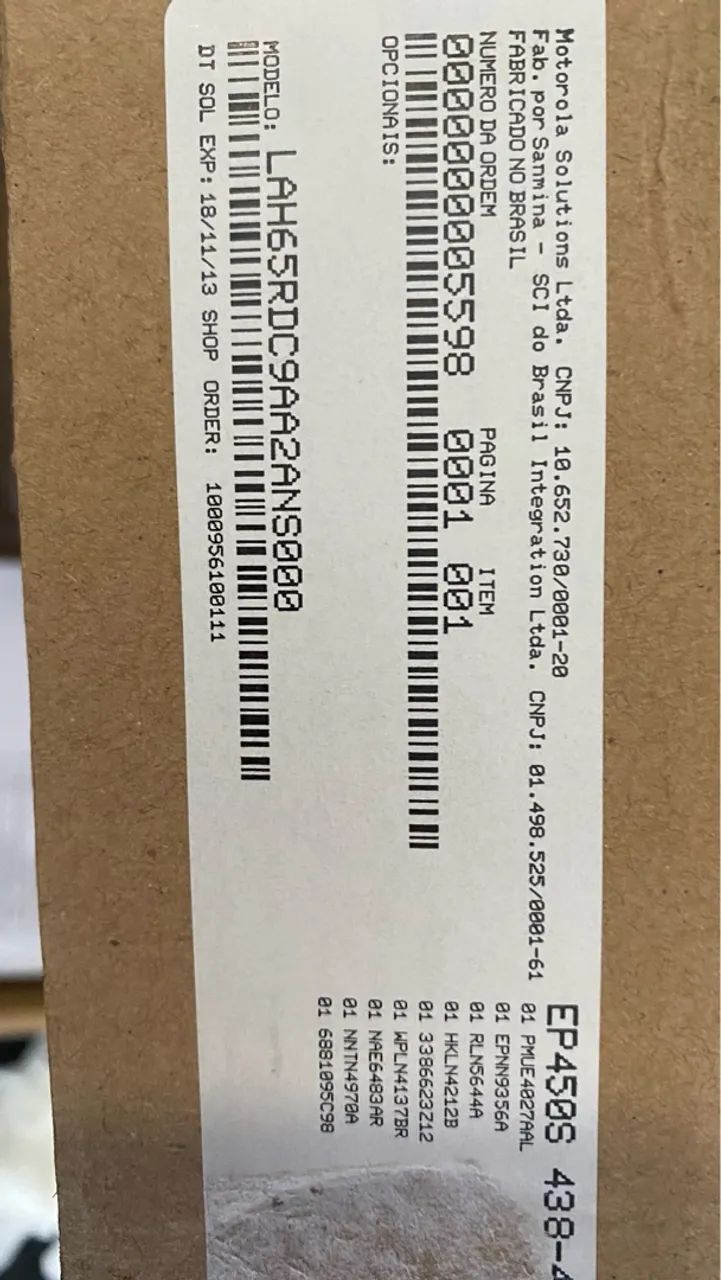 Motorola Solutions Ltda. CNPJ: 10.652.730/0001-20
Fab. por Sanmina - SCI do Brasil Integration Ltda. CNPJ: 01.498.525/0001-61
FABRICADO NO BRASIL
NUMERO DA ORDEM PAGINA ITEM
0000000000005598 0001 001
OPCIONAIS:
MODELO: LAH65RDC9AA2ANS000
DT SOL EXP: 18/11/13 SHOP ORDER: 1000956100111
EP450S 438-4
01 PMUE4027AAL
01 EPNN9356A
01 RLN5644A
01 HKLN4212B
01 3386623Z12
01 WPLN4137BR
01 NAE6483AR
01 NNTN4970A
01 6881095C98